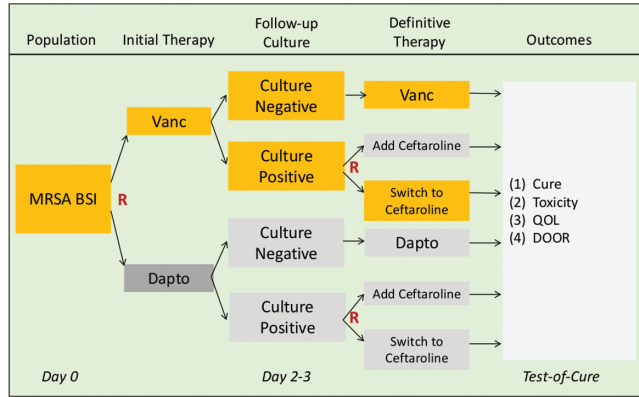 Population
Initial Therapy
Follow-up
Culture
Definitive
Therapy
Outcomes
MRSA BSI
R
Vanc
Dapto
Culture
Negative
Culture
Positive
Culture
Negative
Culture
Positive
Vanc
R
Add Ceftaroline
Switch to
Ceftaroline
Dapto
R
Add Ceftaroline
Switch to
Ceftaroline
(1) Cure
(2) Toxicity
(3) QOL
(4) DOOR
Day 0
Day 2-3
Test-of-Cure